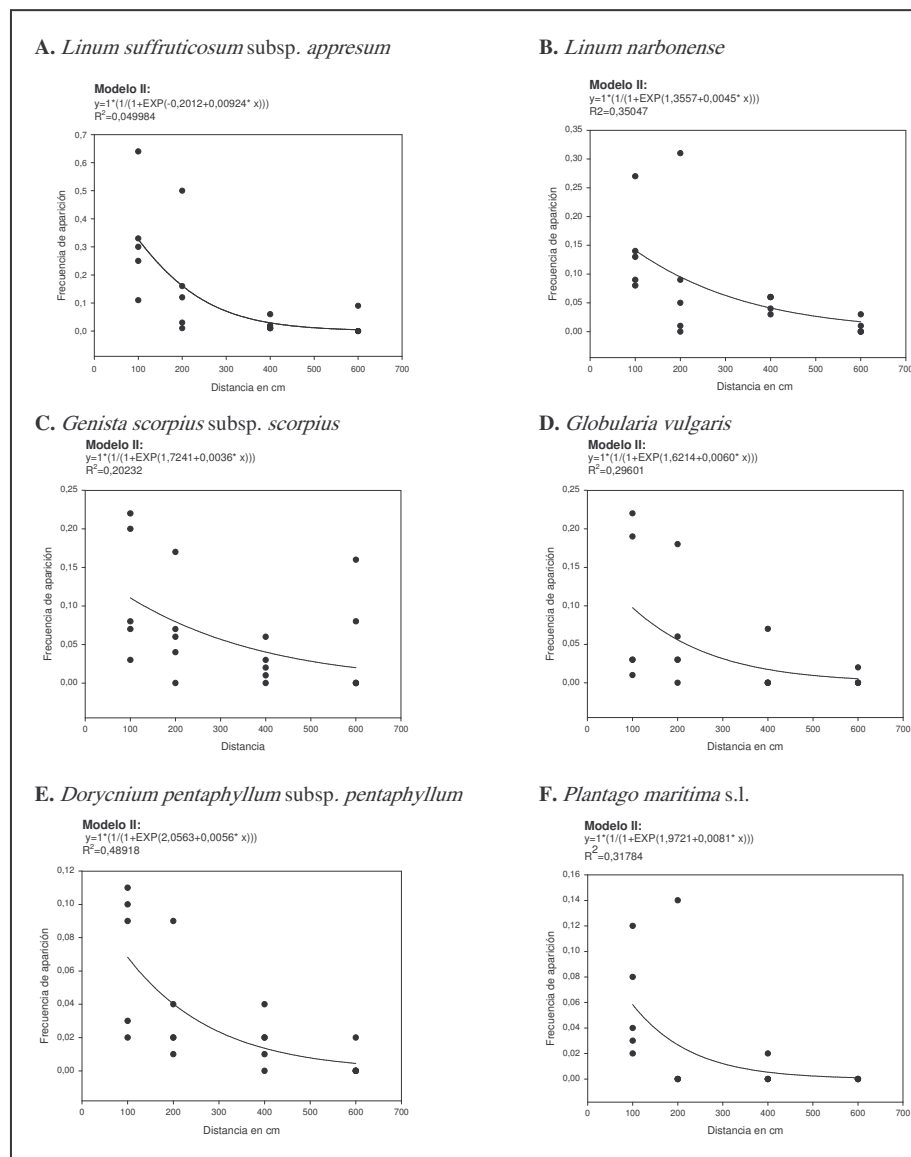 A. Linum suffruticosum subsp. appresum
Modelo II:
y=1*(1/(1+EXP(-0,2012+0,00924* x)))
R²=0,049984
Frecuencia de aparición
0,7
0,6
0,5
0,4
0,3
0,2
0,1
0,0
0 100 200 300 400 500 600 700
Distancia en cm
B. Linum narbonense
Modelo II:
y=1*(1/(1+EXP(1,3557+0,0045* x)))
R2=0,35047
Frecuencia de aparición
0,35
0,30
0,25
0,20
0,15
0,10
0,05
0,00
0 100 200 300 400 500 600 700
Distancia en cm
C. Genista scorpius subsp. scorpius
Modelo II:
y=1*(1/(1+EXP(1,7241+0,0036* x)))
R²=0,20232
Frecuencia de aparición
0,25
0,20
0,15
0,10
0,05
0,00
0 100 200 300 400 500 600 700
Distancia
D. Globularia vulgaris
Modelo II:
y=1*(1/(1+EXP(1,6214+0,0060* x)))
R²=0,29601
Frecuencia de aparición
0,25
0,20
0,15
0,10
0,05
0,00
0 100 200 300 400 500 600 700
Distancia en cm
E. Dorycnium pentaphyllum subsp. pentaphyllum
Modelo II:
y=1*(1/(1+EXP(2,0563+0,0056* x)))
R²=0,48918
Frecuencia de aparición
0,12
0,10
0,08
0,06
0,04
0,02
0,00
0 100 200 300 400 500 600 700
Distancia en cm
F. Plantago maritima s.l.
Modelo II:
y=1*(1/(1+EXP(1,9721+0,0081* x)))
R²=0,31784
Frecuencia de aparición
0,16
0,14
0,12
0,10
0,08
0,06
0,04
0,02
0,00
0 100 200 300 400 500 600 700
Distancia en cm